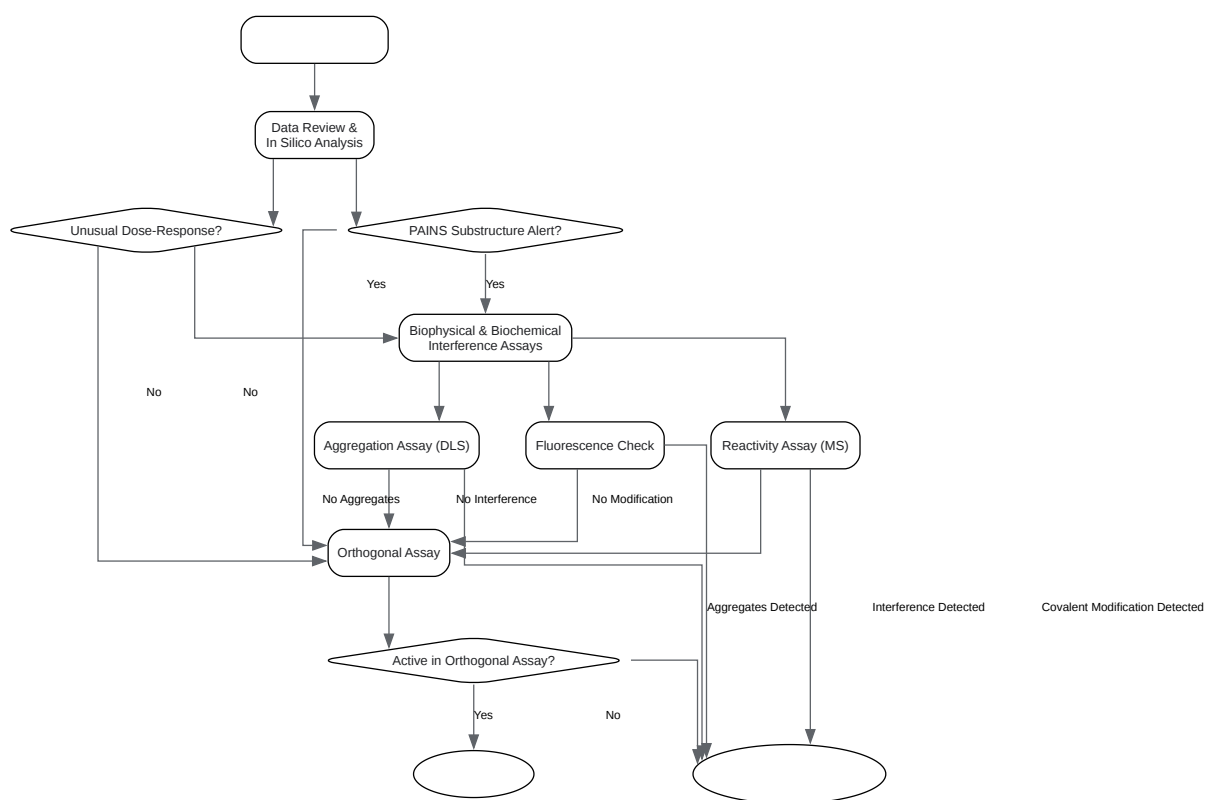 Data Review &
In Silico Analysis
Unusual Dose-Response?
PAINS Substructure Alert?
Yes
Yes
Biophysical & Biochemical
Interference Assays
No
No
Aggregation Assay (DLS)
Fluorescence Check
Reactivity Assay (MS)
No Aggregates
No Interference
No Modification
Orthogonal Assay
Aggregates Detected
Interference Detected
Covalent Modification Detected
Active in Orthogonal Assay?
Yes
No